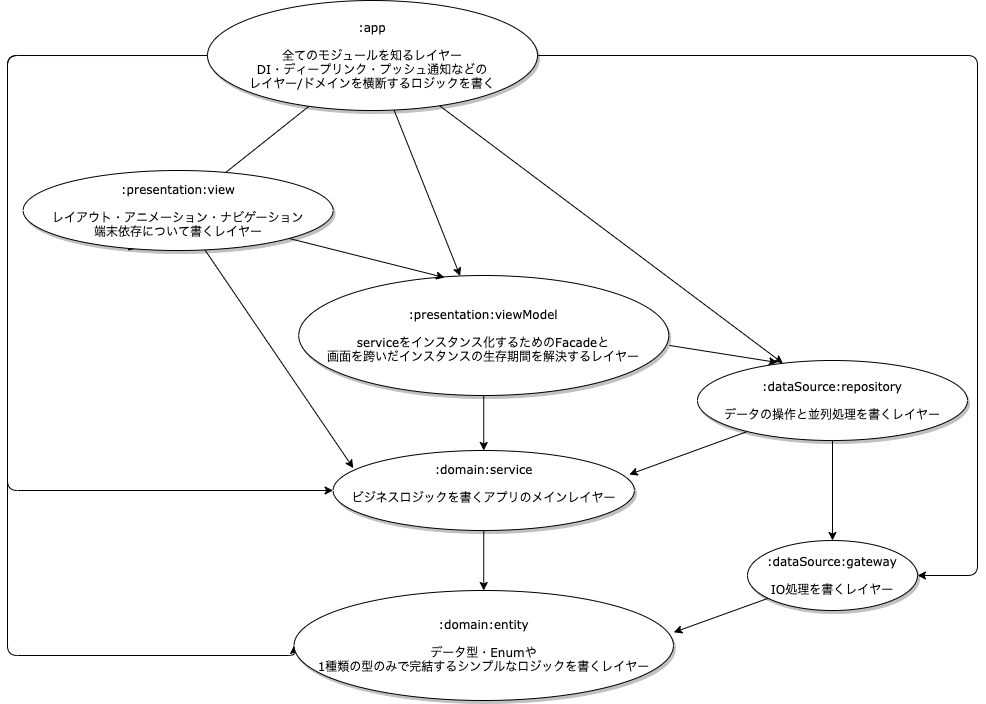 :app
全てのモジュールを知るレイヤー
DI・ディープリンク・プッシュ通知などの
レイヤー/ドメインを横断するロジックを書く
:presentation:view
レイアウト・アニメーション・ナビゲーション
端末依存について書くレイヤー
:presentation:viewModel
serviceをインスタンス化するためのFacadeと
画面を跨いだインスタンスの生存期間を解決するレイヤー
:dataSource:repository
データの操作と並列処理を書くレイヤー
:domain:service
ビジネスロジックを書くアプリのメインレイヤー
:dataSource:gateway
IO処理を書くレイヤー
:domain:entity
データ型・Enumや
1種類の型のみで完結するシンプルなロジックを書くレイヤー